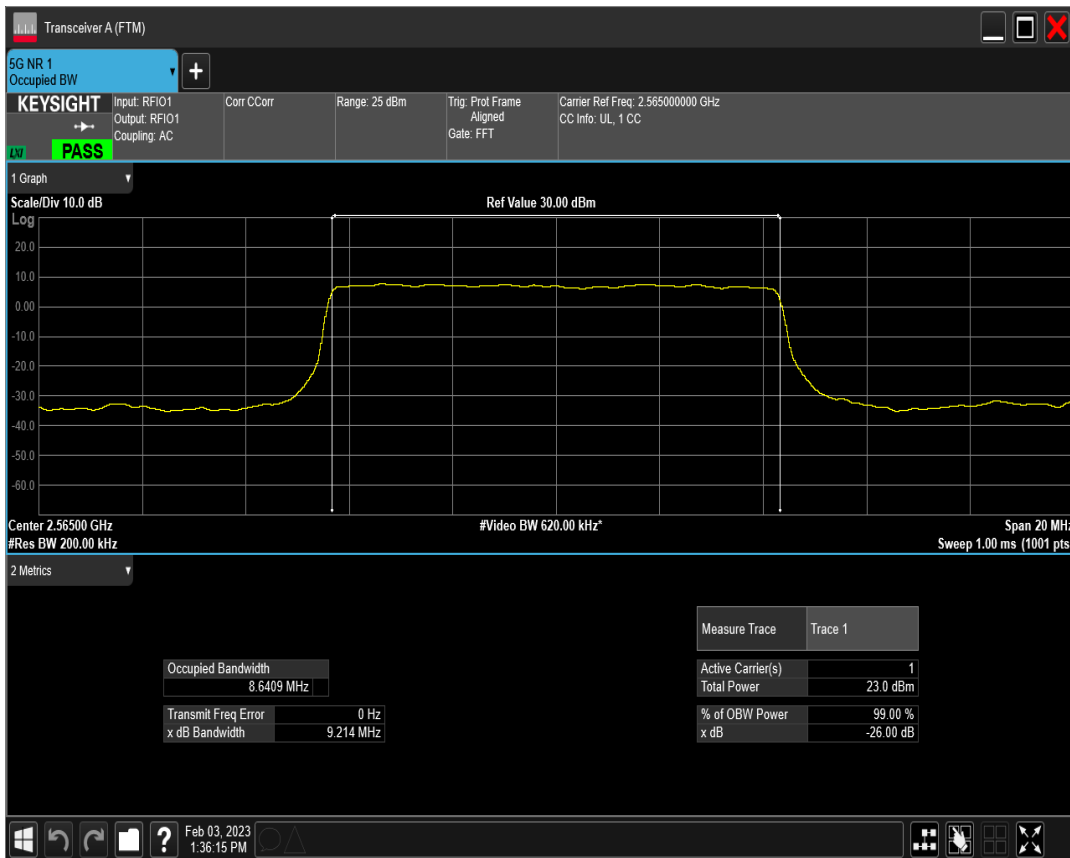 Transceiver A (FTM)
5G NR 1
Occupied BW
+
KEYSIGHT
Input: RFIO1
Output: RFIO1
Coupling: AC
Corr CCorr
Range: 25 dBm
Trig: Prot Frame
Aligned
Gate: FFT
Carrier Ref Freq: 2.565000000 GHz
CC Info: UL, 1 CC
LXI
PASS
1 Graph
Scale/Div 10.0 dB
Ref Value 30.00 dBm
Log
20.0
10.0
0.00
-10.0
-20.0
-30.0
-40.0
-50.0
-60.0
Center 2.56500 GHz
#Video BW 620.00 kHz*
Span 20 MHz
#Res BW 200.00 kHz
Sweep 1.00 ms (1001 pts
2 Metrics
Measure Trace Trace 1
Occupied Bandwidth
8.6409 MHz
Active Carrier(s) 1
Total Power 23.0 dBm
Transmit Freq Error 0 Hz
x dB Bandwidth 9.214 MHz
% of OBW Power 99.00 %
x dB -26.00 dB
?
Feb 03, 2023
1:36:15 PM